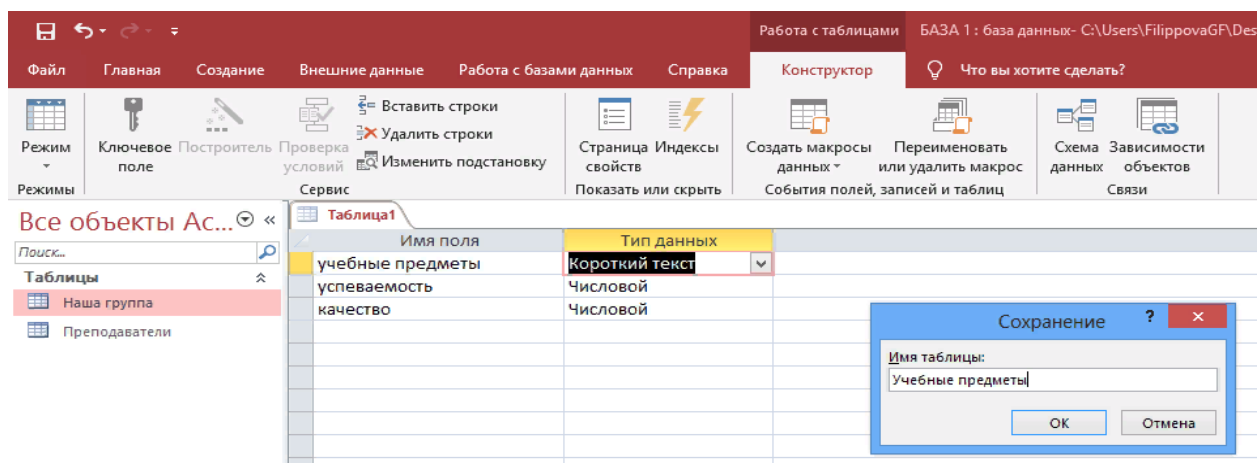 Работа с таблицами БАЗА 1 : база данных- C:\Users\FilippovaGF\Des
Файл Главная Создание Внешние данные Работа с базами данных Справка Конструктор Что вы хотите сделать?
Режим
Ключевое поле
Построитель
Проверка условий
Вставить строки
Удалить строки
Изменить подстановку
Страница свойств
Индексы
Создать макросы данных
Переименовать или удалить макрос
Схема данных
Зависимости объектов
Режимы Сервис Показать или скрыть События полей, записей и таблиц Связи
Все объекты Ac... «
Поиск...
Таблицы
Наша группа
Преподаватели
Таблица1
Имя поля Тип данных
учебные предметы Короткий текст
успеваемость Числовой
качество Числовой
Сохранение ? ×
Имя таблицы:
Учебные предметы
ОК Отмена